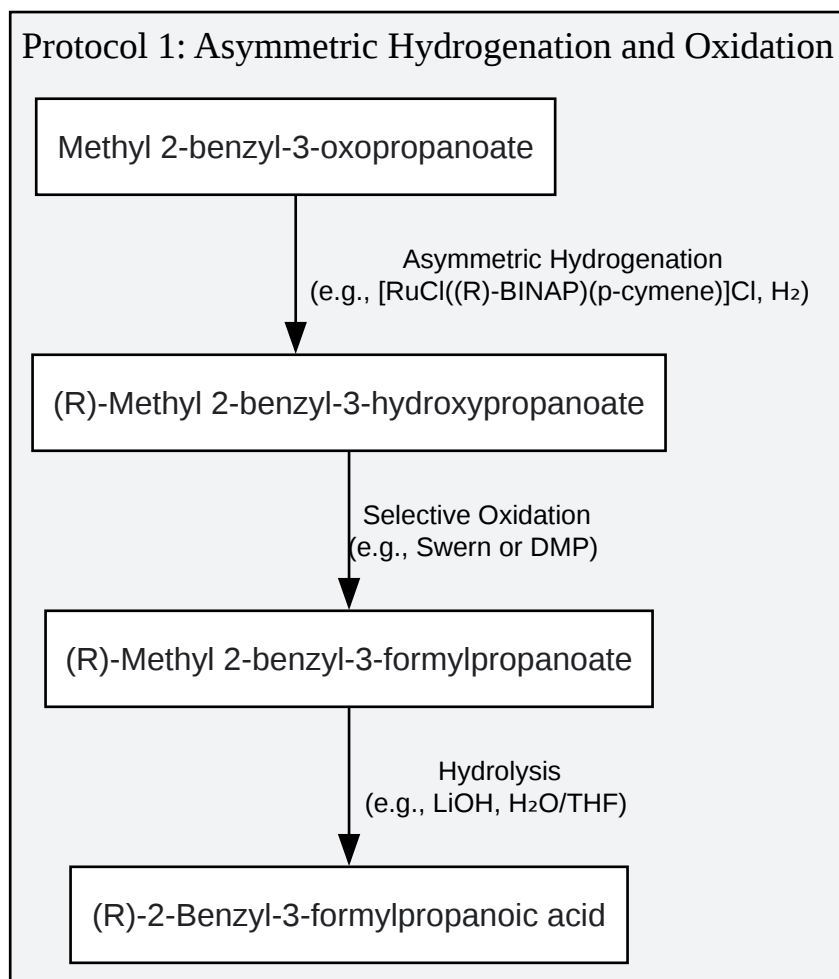 Protocol 1: Asymmetric Hydrogenation and Oxidation
Methyl 2-benzyl-3-oxopropanoate
Asymmetric Hydrogenation
(e.g., [RuCl((R)-BINAP)(p-cymene)]Cl, H₂)
(R)-Methyl 2-benzyl-3-hydroxypropanoate
Selective Oxidation
(e.g., Swern or DMP)
(R)-Methyl 2-benzyl-3-formylpropanoate
Hydrolysis
(e.g., LiOH, H₂O/THF)
(R)-2-Benzyl-3-formylpropanoic acid